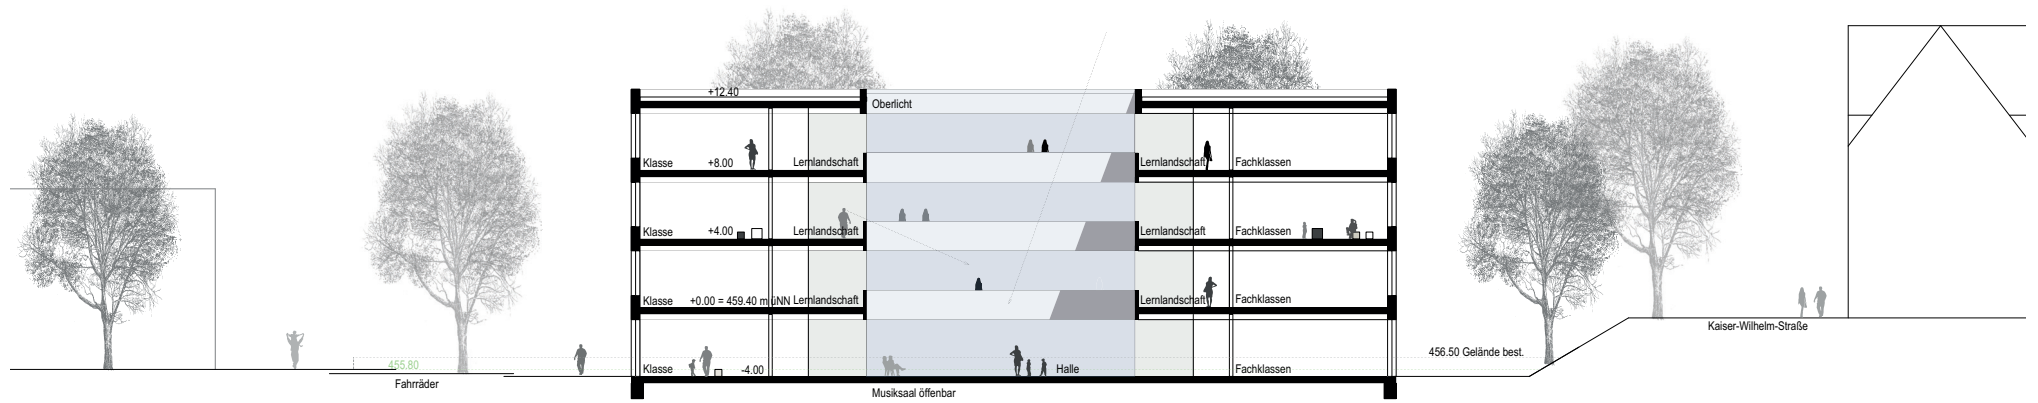 +12.40
Oberlicht
Klasse +8.00 Lernlandschaft Lernlandschaft Fachklassen
Klasse +4.00 Lernlandschaft Lernlandschaft Fachklassen
Klasse +0.00 = 459.40 m üNN Lernlandschaft Lernlandschaft Fachklassen
Kaiser-Wilhelm-Straße
456.50 Gelände best.
455.80
Klasse -4.00 Halle Fachklassen
Fahrräder
Musiksaal öffenbar